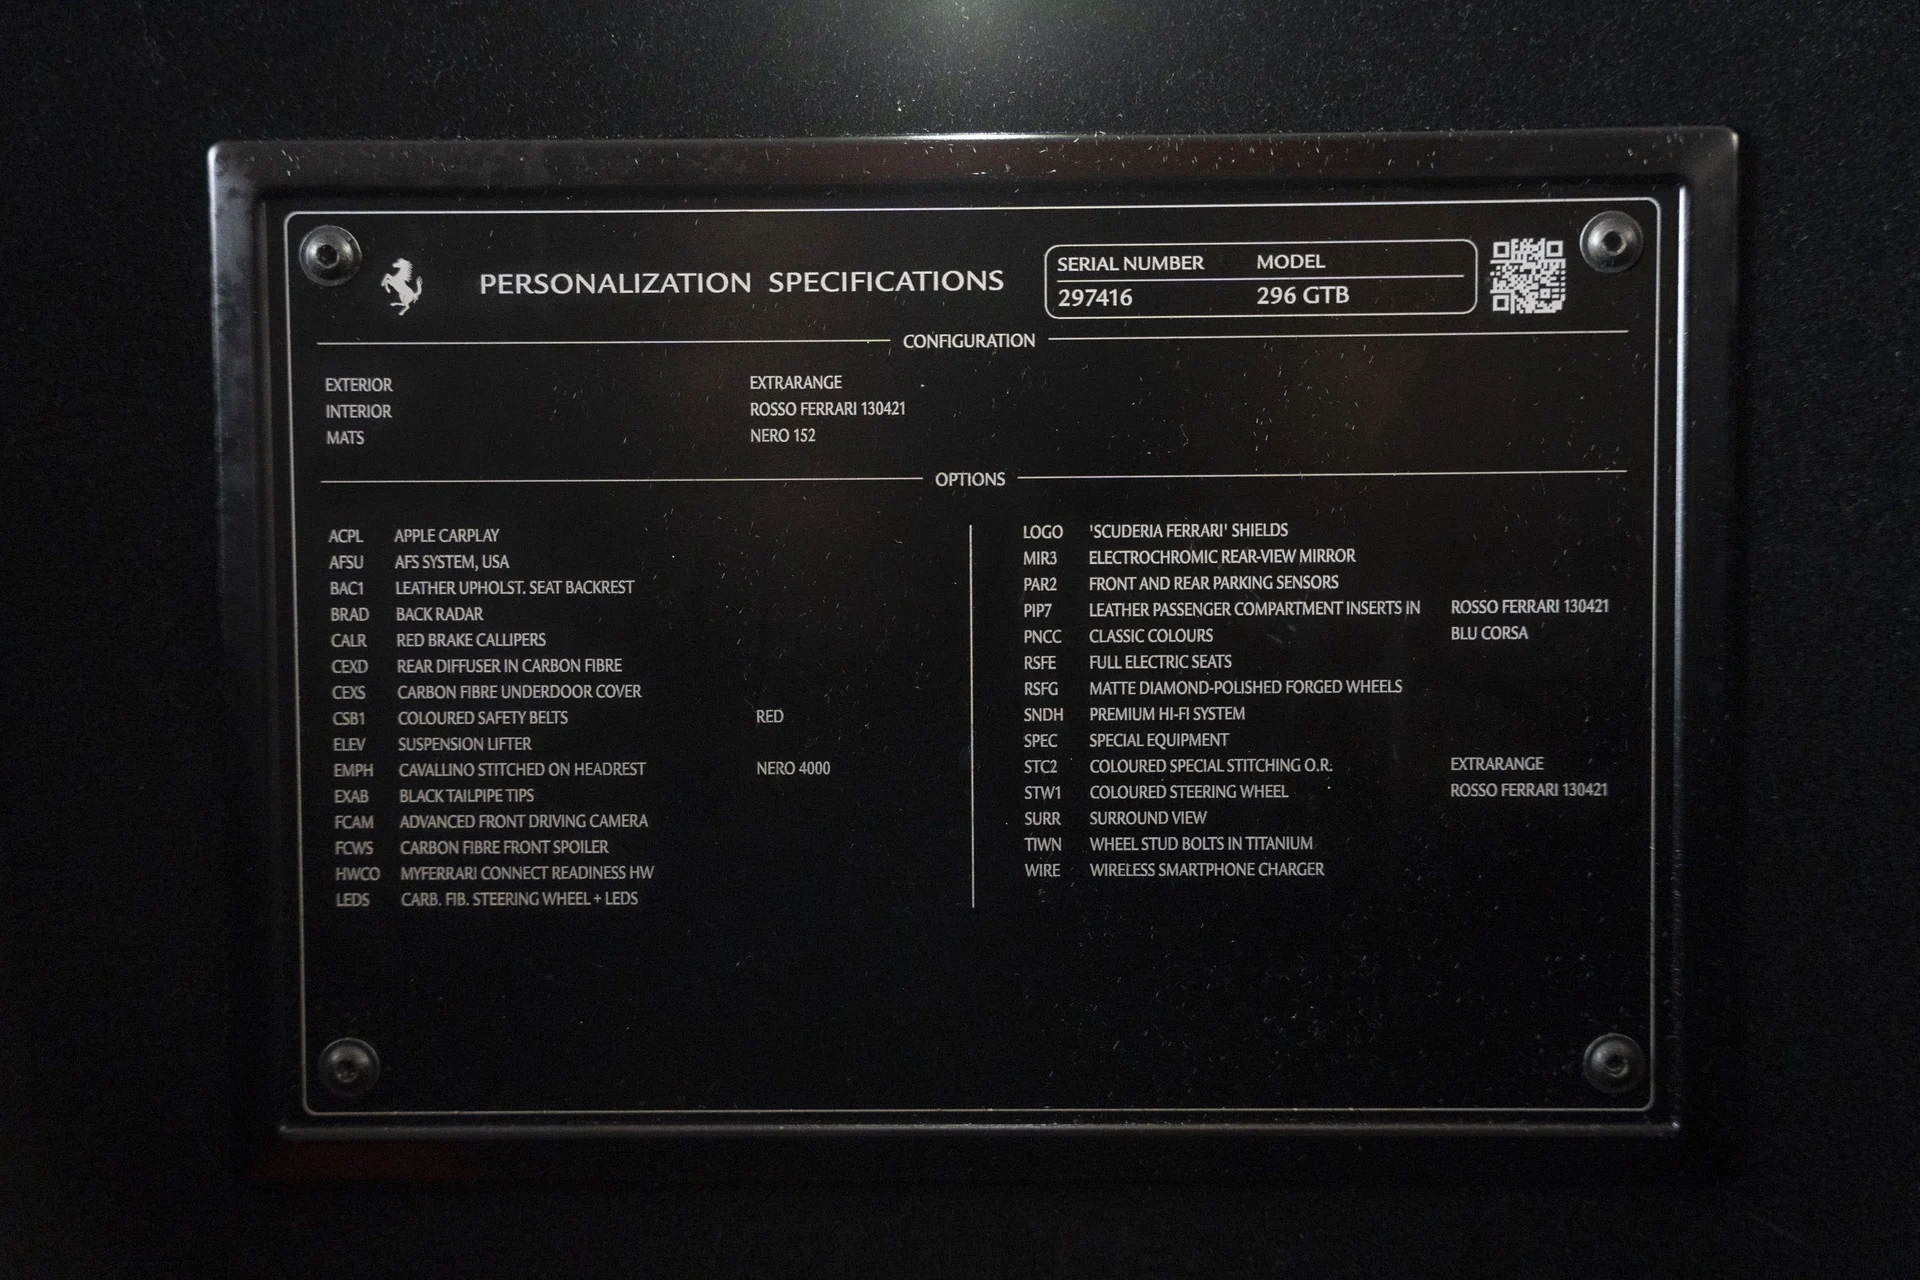 PERSONALIZATION SPECIFICATIONS
SERIAL NUMBER MODEL
297416 296 GTB
CONFIGURATION
EXTERIOR EXTRARANGE
INTERIOR ROSSO FERRARI 130421
MATS NERO 152
OPTIONS
ACPL APPLE CARPLAY
AFSU AFS SYSTEM, USA
BAC1 LEATHER UPHOLST. SEAT BACKREST
BRAD BACK RADAR
CALR RED BRAKE CALLIPERS
CEXD REAR DIFFUSER IN CARBON FIBRE
CEXS CARBON FIBRE UNDERDOOR COVER
CSB1 COLOURED SAFETY BELTS RED
ELEV SUSPENSION LIFTER
EMPH CAVALLINO STITCHED ON HEADREST NERO 4000
EXAB BLACK TAILPIPE TIPS
FCAM ADVANCED FRONT DRIVING CAMERA
FCWS CARBON FIBRE FRONT SPOILER
HWCO MYFERRARI CONNECT READINESS HW
LEDS CARB. FIB. STEERING WHEEL + LEDS
LOGO 'SCUDERIA FERRARI' SHIELDS
MIR3 ELECTROCHROMIC REAR-VIEW MIRROR
PAR2 FRONT AND REAR PARKING SENSORS
PIP7 LEATHER PASSENGER COMPARTMENT INSERTS IN ROSSO FERRARI 130421
PNCC CLASSIC COLOURS BLU CORSA
RSFE FULL ELECTRIC SEATS
RSFG MATTE DIAMOND-POLISHED FORGED WHEELS
SNDH PREMIUM HI-FI SYSTEM
SPEC SPECIAL EQUIPMENT
STC2 COLOURED SPECIAL STITCHING O.R. EXTRARANGE
STW1 COLOURED STEERING WHEEL ROSSO FERRARI 130421
SURR SURROUND VIEW
TIWN WHEEL STUD BOLTS IN TITANIUM
WIRE WIRELESS SMARTPHONE CHARGER